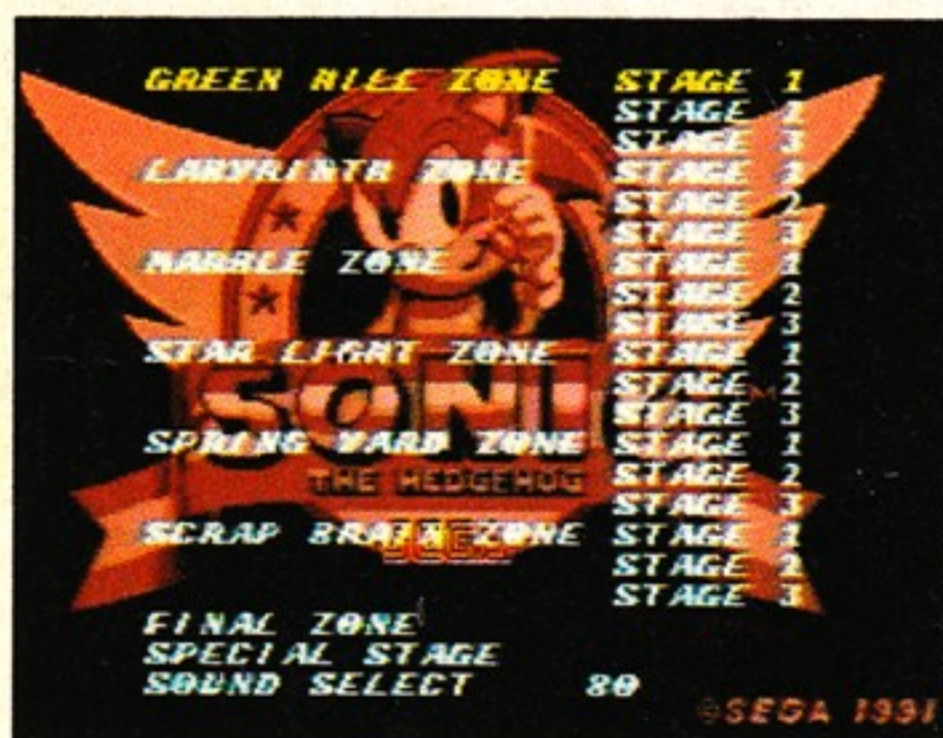 GREEN HILL ZONE STAGE 1
STAGE 2
STAGE 3
LABYRINTH ZONE STAGE 1
STAGE 2
STAGE 3
MARBLE ZONE STAGE 1
STAGE 2
STAGE 3
STAR LIGHT ZONE STAGE 1
STAGE 2
STAGE 3
SPRING YARD ZONE STAGE 1
STAGE 2
STAGE 3
SCRAP BRAIN ZONE STAGE 1
STAGE 2
STAGE 3
FINAL ZONE
SPECIAL STAGE
SOUND SELECT 80
SONIC
THE HEDGEHOG
SEGA
TM
©SEGA 1991